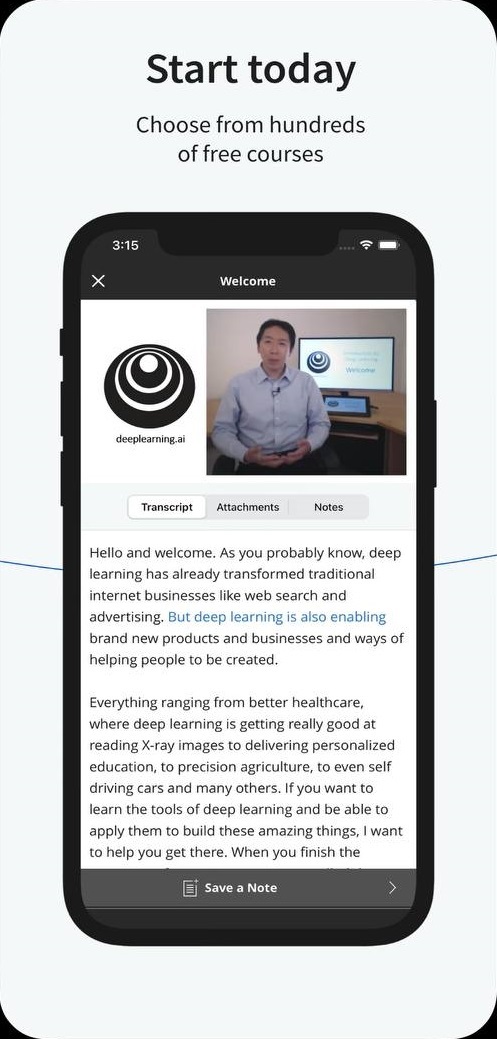 Start today
Choose from hundreds
of free courses
3:15
Welcome
deeplearning.ai
Welcome
Transcript
Attachments
Notes
Hello and welcome. As you probably know, deep
learning has already transformed traditional
internet businesses like web search and
advertising. But deep learning is also enabling
brand new products and businesses and ways of
helping people to be created.
Everything ranging from better healthcare,
where deep learning is getting really good at
reading X-ray images to delivering personalized
education, to precision agriculture, to even self
driving cars and many others. If you want to
learn the tools of deep learning and be able to
apply them to build these amazing things, I want
to help you get there. When you finish the
Save a Note